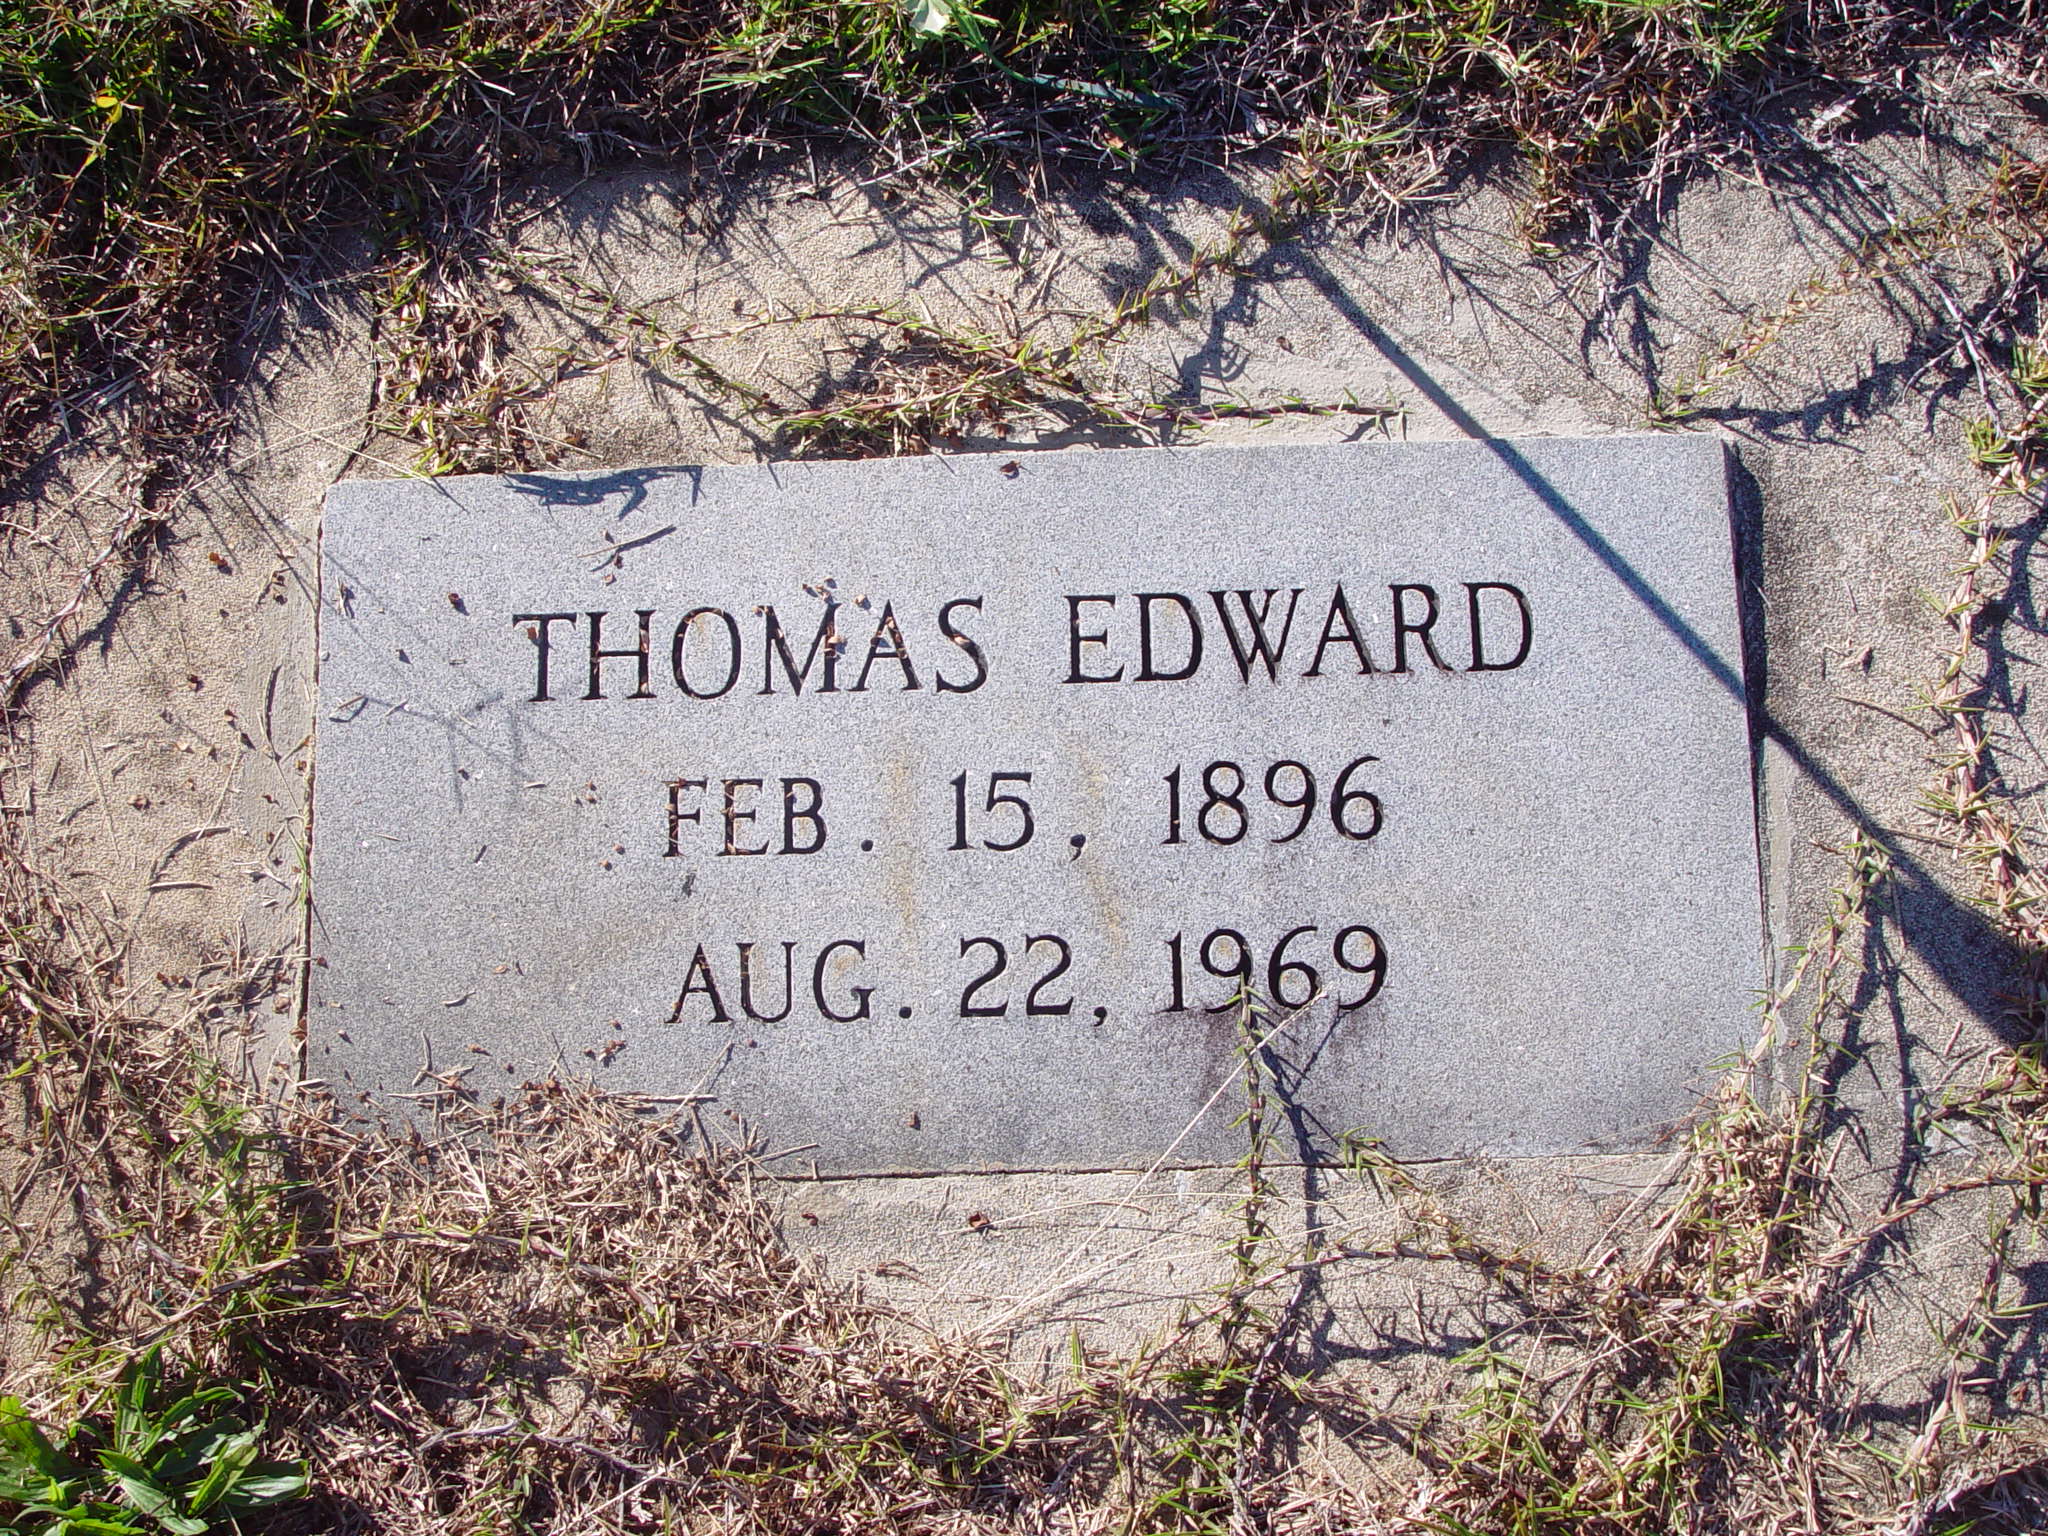 THOMAS EDWARD
FEB. 15, 1896
AUG. 22, 1969